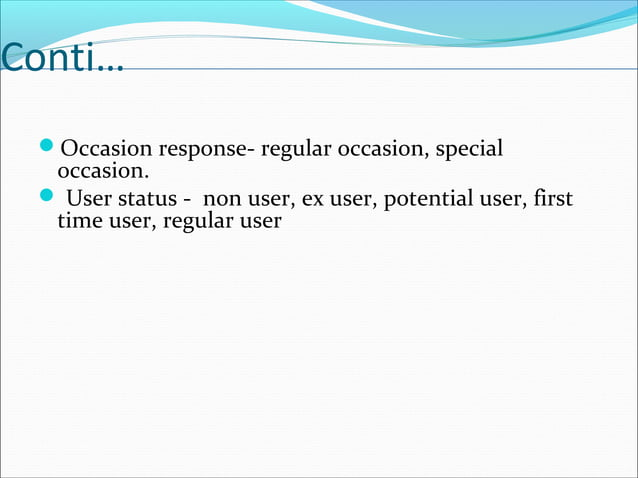 Conti...
Occasion response- regular occasion, special
occasion.
User status - non user, ex user, potential user, first
time user, regular user